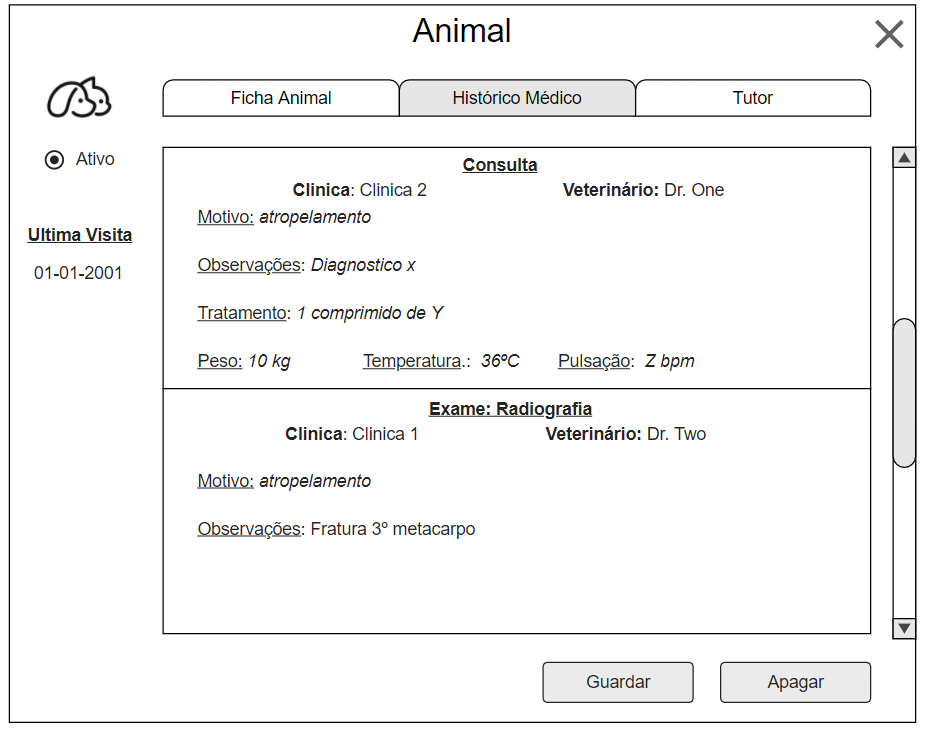 Animal
Ficha Animal
Histórico Médico
Tutor
Ativo
Ultima Visita
01-01-2001
Consulta
Clinica: Clinica 2 Veterinário: Dr. One
Motivo: atropelamento
Observações: Diagnostico x
Tratamento: 1 comprimido de Y
Peso: 10 kg Temperatura.: 36ºC Pulsação: Z bpm
Exame: Radiografia
Clinica: Clinica 1 Veterinário: Dr. Two
Motivo: atropelamento
Observações: Fratura 3º metacarpo
Guardar
Apagar